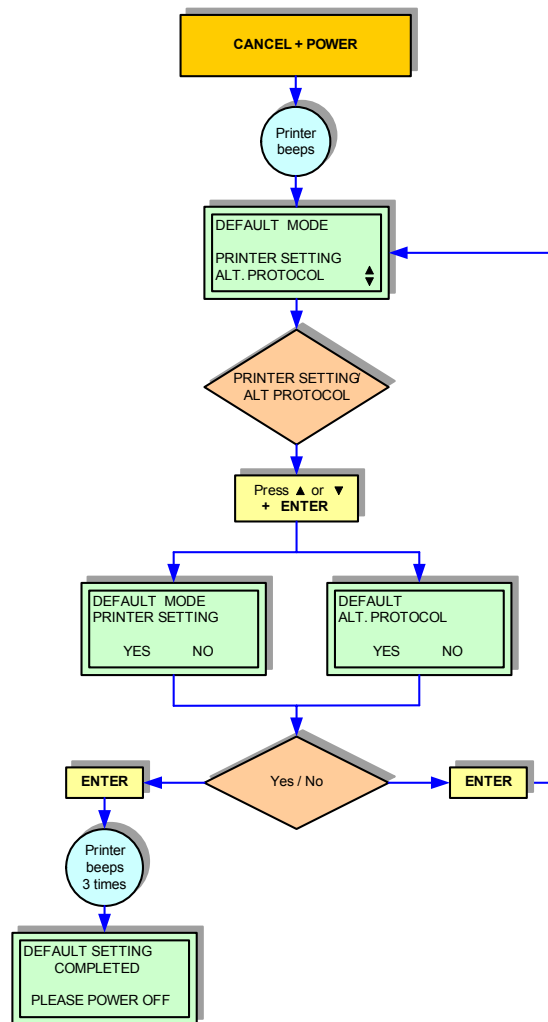 CANCEL + POWER
Printer
beeps
DEFAULT MODE
PRINTER SETTING
ALT. PROTOCOL ▲
▼
PRINTER SETTING/
ALT PROTOCOL
Press ▲ or ▼
+ ENTER
DEFAULT MODE
PRINTER SETTING
YES NO
DEFAULT
ALT. PROTOCOL
YES NO
Yes / No
ENTER
ENTER
Printer
beeps
3 times
DEFAULT SETTING
COMPLETED
PLEASE POWER OFF